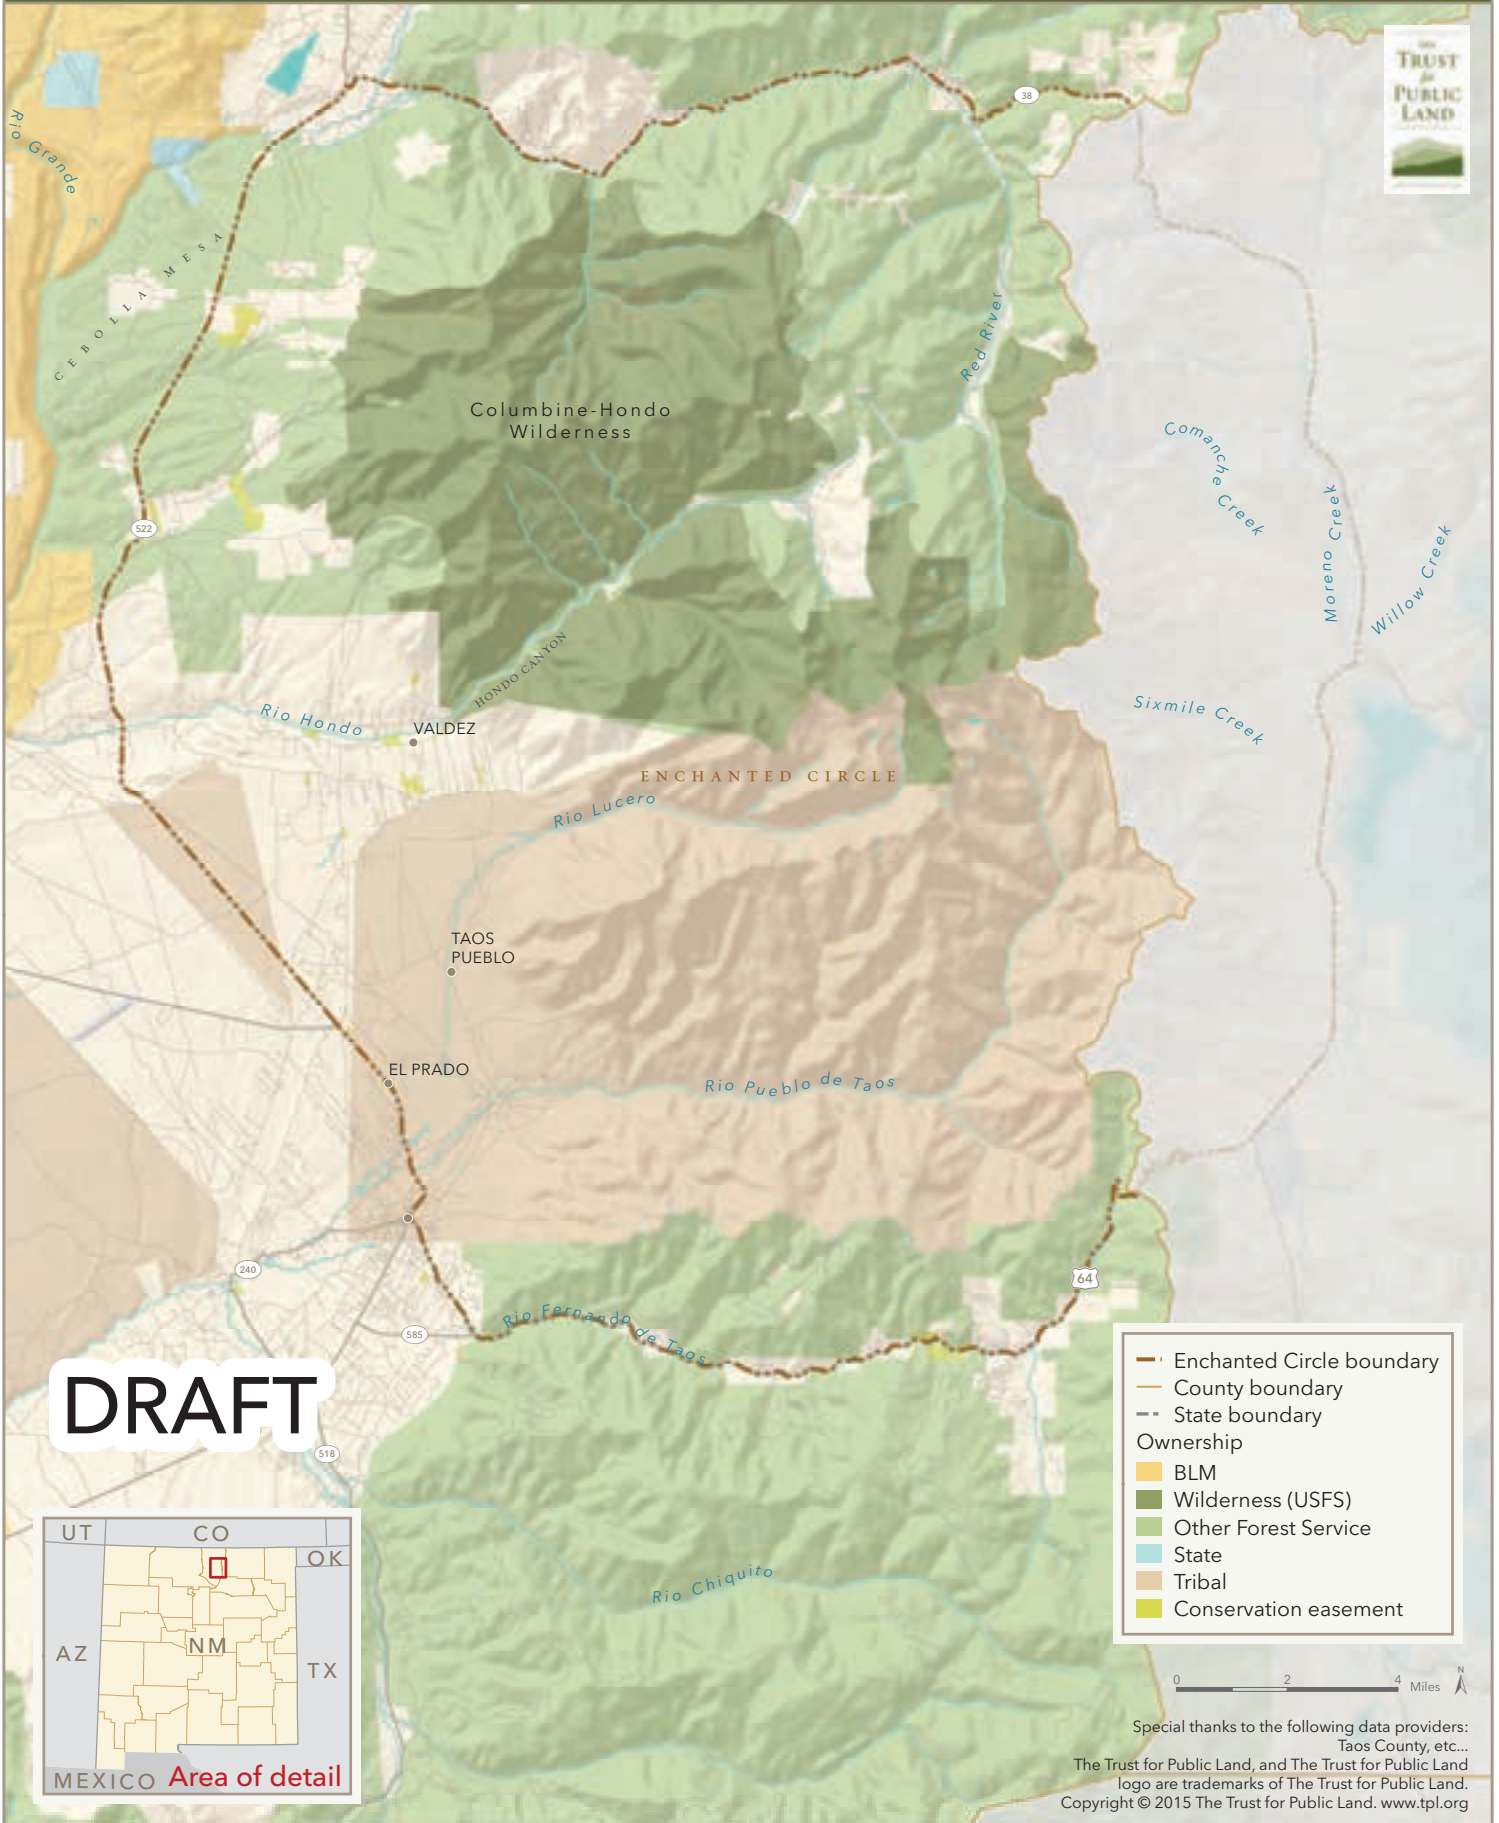 THE
TRUST
for
PUBLIC
LAND
38
Rio Grande
CEBOLLA MESA
Red River
Columbine-Hondo
Wilderness
Comanche Creek
Moreno Creek
Willow Creek
522
HONDO CANYON
Sixmile Creek
Rio Hondo
VALDEZ
ENCHANTED CIRCLE
Rio Lucero
TAOS
PUEBLO
EL PRADO
Rio Pueblo de Taos
240
64
Rio Fernando de Taos
585
DRAFT
518
Rio Chiquito
Enchanted Circle boundary
County boundary
State boundary
Ownership
BLM
Wilderness (USFS)
Other Forest Service
State
Tribal
Conservation easement
UT
CO
OK
AZ
NM
TX
MEXICO
Area of detail
0 2 4 Miles
N
Special thanks to the following data providers:
Taos County, etc...
The Trust for Public Land, and The Trust for Public Land
logo are trademarks of The Trust for Public Land.
Copyright © 2015 The Trust for Public Land. www.tpl.org